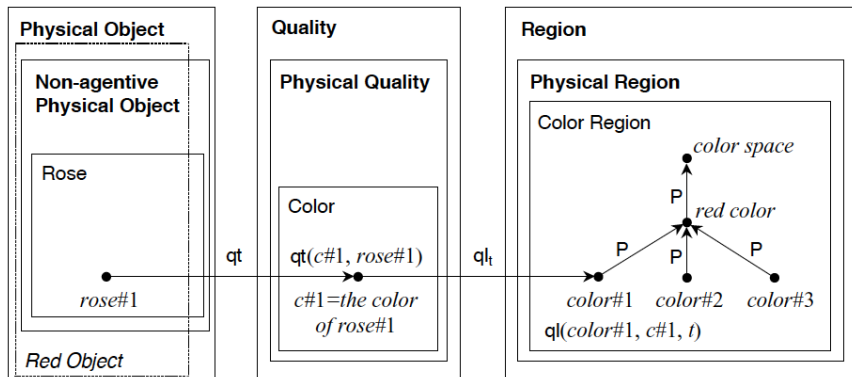 Physical Object
Non-agentive
Physical Object
Rose
rose#1
Red Object
qt
Quality
Physical Quality
Color
qt(c#1, rose#1)
c#1=the color
of rose#1
qlt
Region
Physical Region
Color Region
color space
P
red color
P
P
P
color#1
color#2
color#3
ql(color#1, c#1, t)